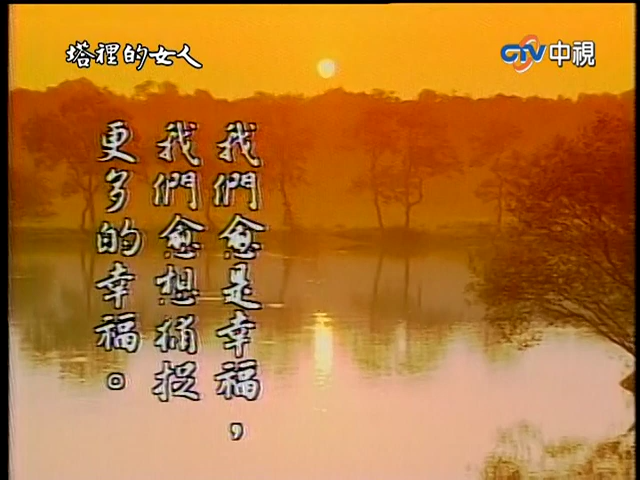 塔裡的女人
CTV中視
我們愈是幸福，
我們愈想捕捉
更多的幸福。